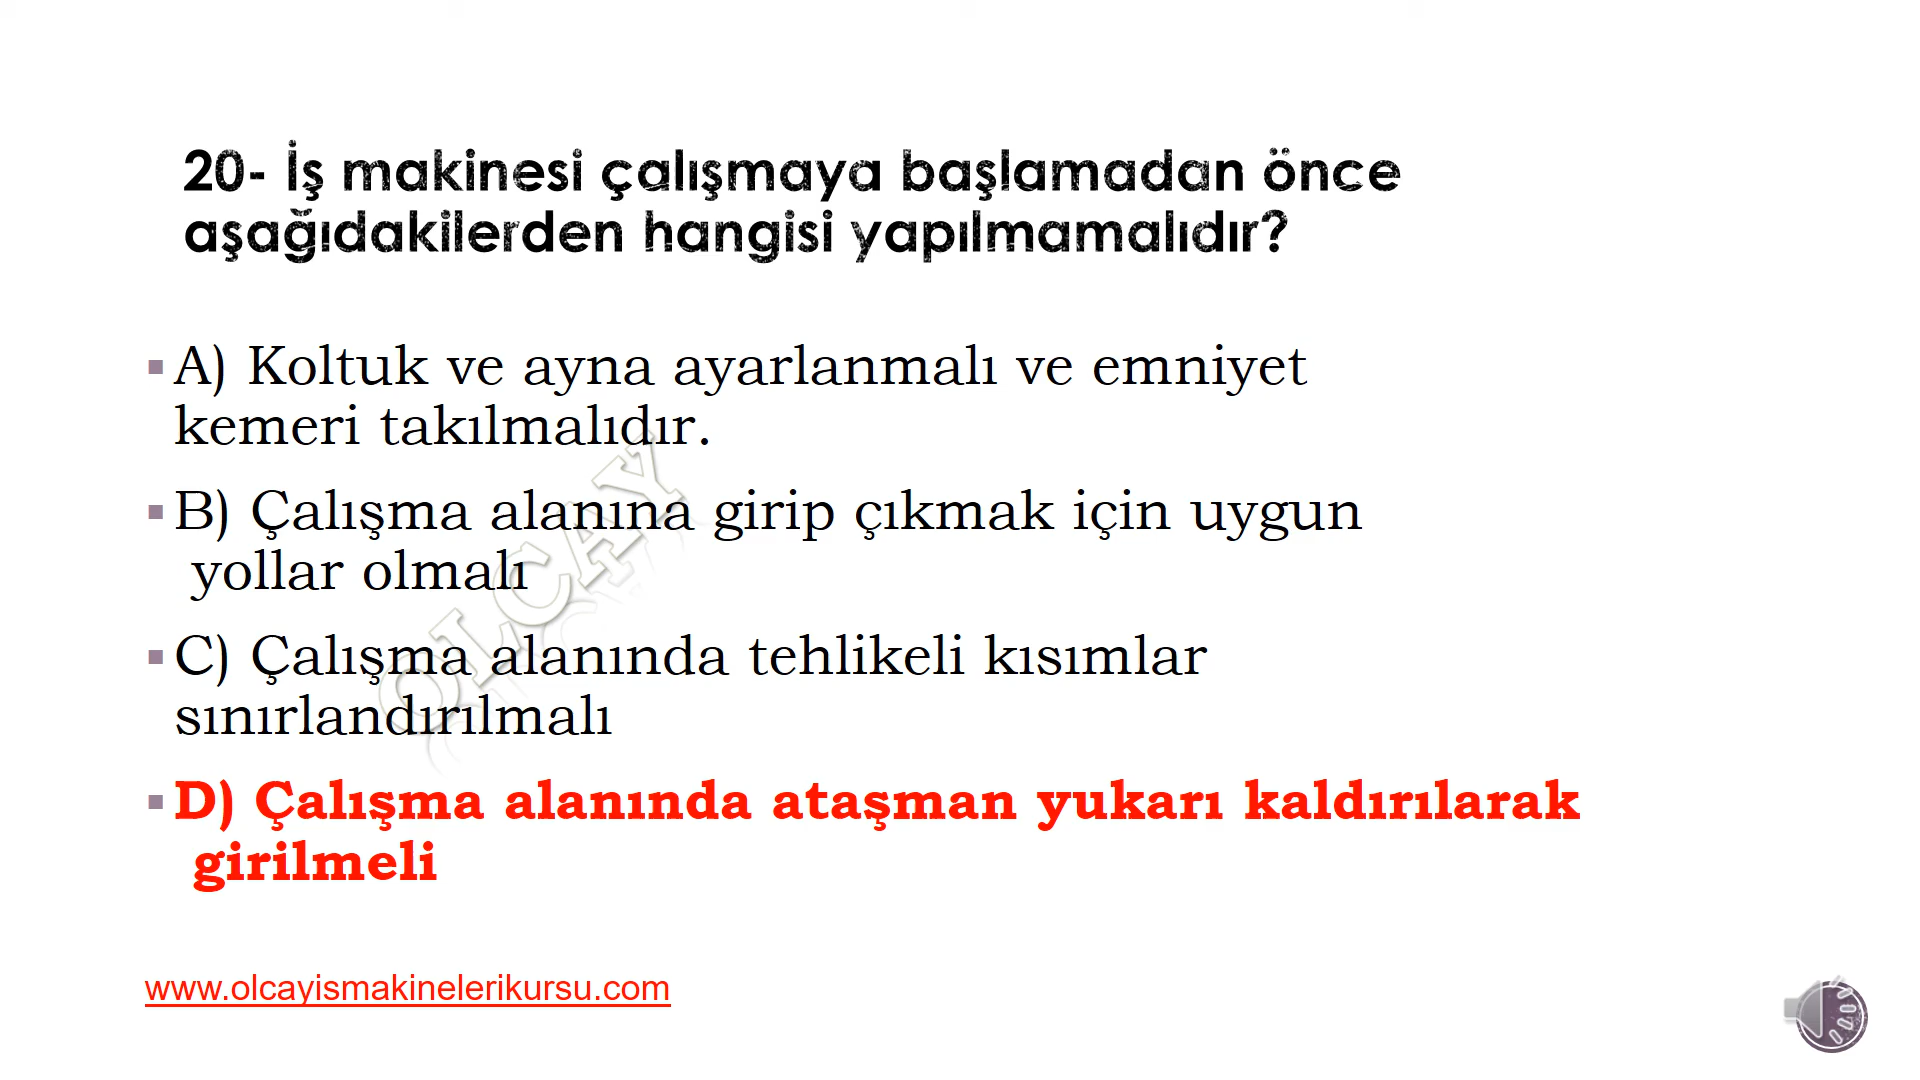 20- İş makinesi çalışmaya başlamadan önce
aşağıdakilerden hangisi yapılmamalıdır?
A) Koltuk ve ayna ayarlanmalı ve emniyet
kemeri takılmalıdır.
B) Çalışma alanına girip çıkmak için uygun
yollar olmalı
C) Çalışma alanında tehlikeli kısımlar
sınırlandırılmalı
D) Çalışma alanında ataşman yukarı kaldırılarak
girilmeli
OLCAY
www.olcayismakinelerikursu.com